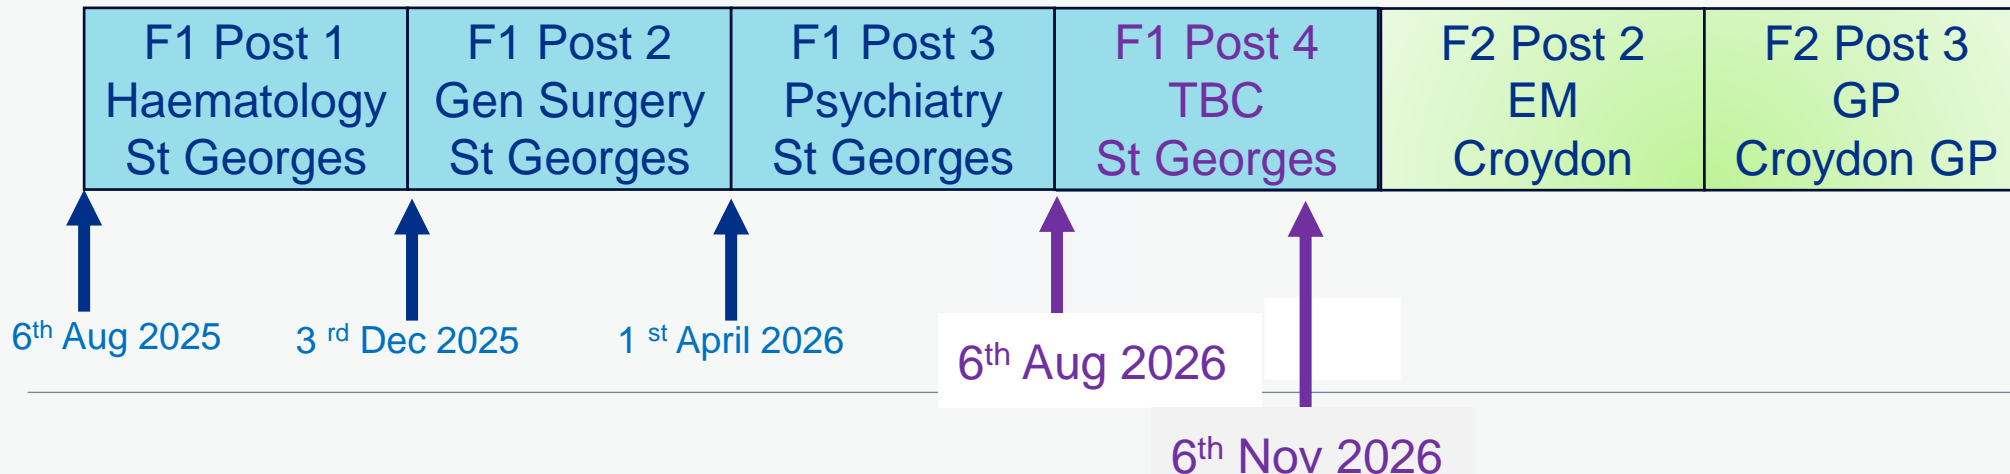 F1 Post 1
Haematology
St Georges
F1 Post 2
Gen Surgery
St Georges
F1 Post 3
Psychiatry
St Georges
F1 Post 4
TBC
St Georges
F2 Post 2
EM
Croydon
F2 Post 3
GP
Croydon GP
6th Aug 2025
3 rd Dec 2025
1 st April 2026
6th Aug 2026
6th Nov 2026